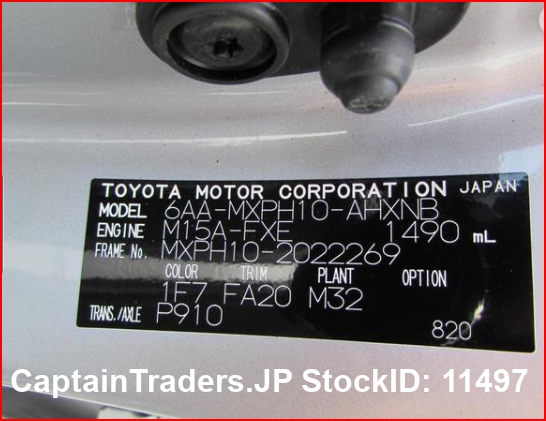 TOYOTA MOTOR CORPORATION JAPAN
MODEL 6AA-MXPH10-AHXNB
ENGINE M15A-FXE 1490 mL
FRAME No. MXPH10-2022269
COLOR TRIM PLANT OPTION
1F7 FA20 M32
TRANS./AXLE P910
820
CaptainTraders.JP StockID: 11497